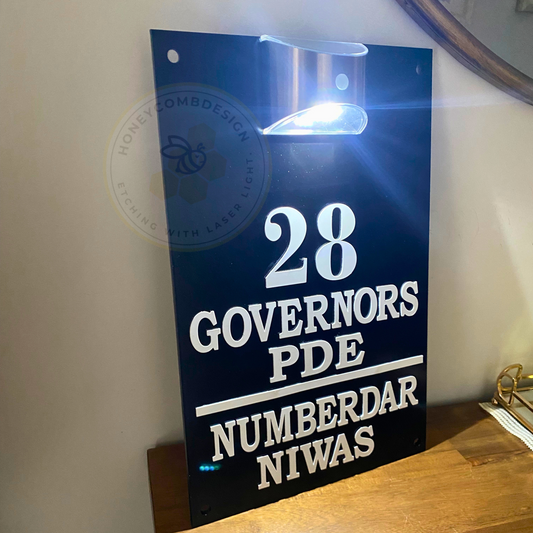 HONEYCOMBDESIGN
ETCHING WITH LASER LIGHT.
28
GOVERNORS
PDE
NUMBERDAR
NIWAS